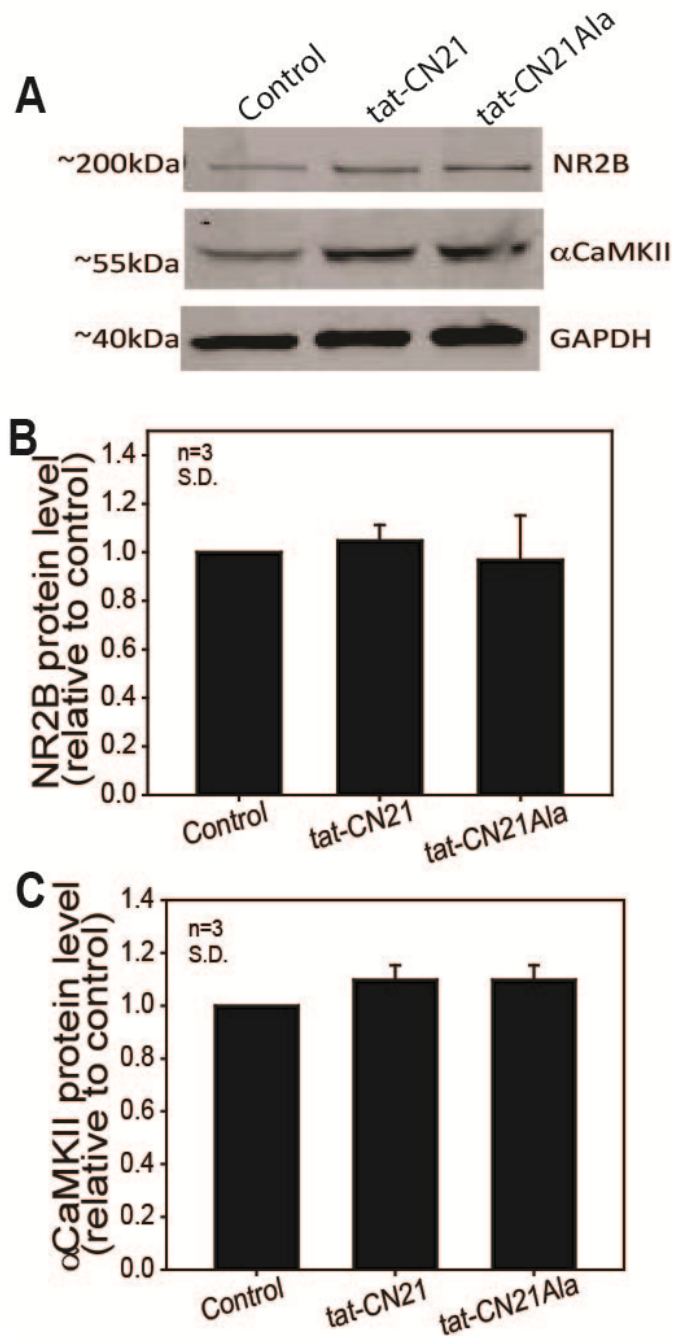 A
Control
tat-CN21
tat-CN21Ala
~200kDa NR2B
~55kDa αCaMKII
~40kDa GAPDH
B
NR2B protein level
(relative to control)
n=3
S.D.
1.4
1.2
1.0
0.8
0.6
0.4
0.2
0.0
Control
tat-CN21
tat-CN21Ala
C
αCaMKII protein level
(relative to control)
n=3
S.D.
1.4
1.2
1.0
0.8
0.6
0.4
0.2
0.0
Control
tat-CN21
tat-CN21Ala